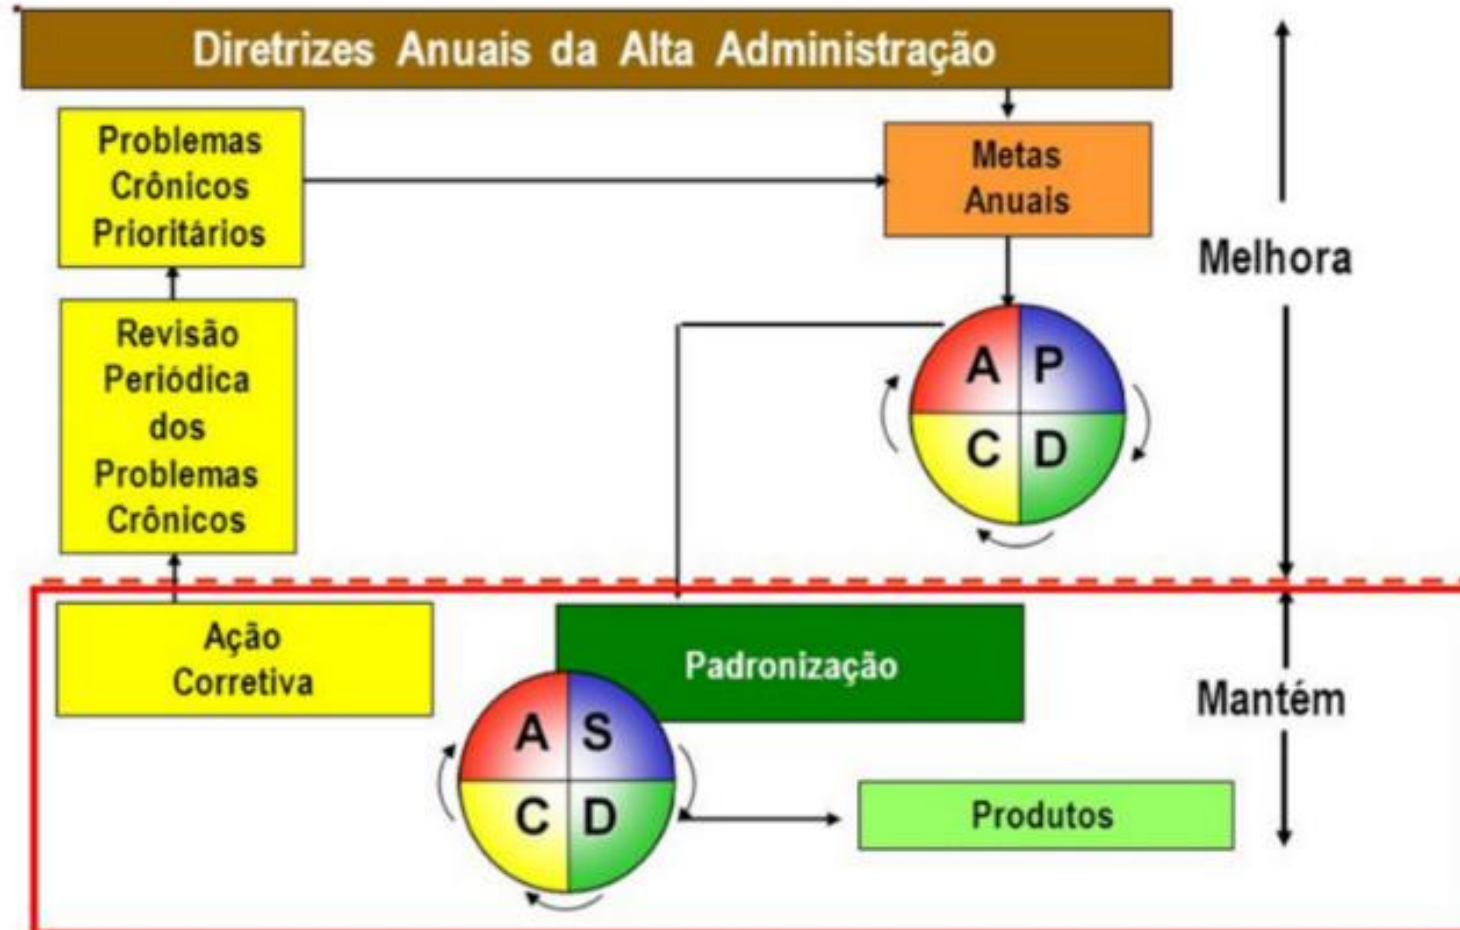 Diretrizes Anuais da Alta Administração
Problemas
Crônicos
Prioritários
Metas
Anuais
Melhora
Revisão
Periódica
dos
Problemas
Crônicos
A P
C D
Ação
Corretiva
Padronização
Mantém
A S
C D
Produtos